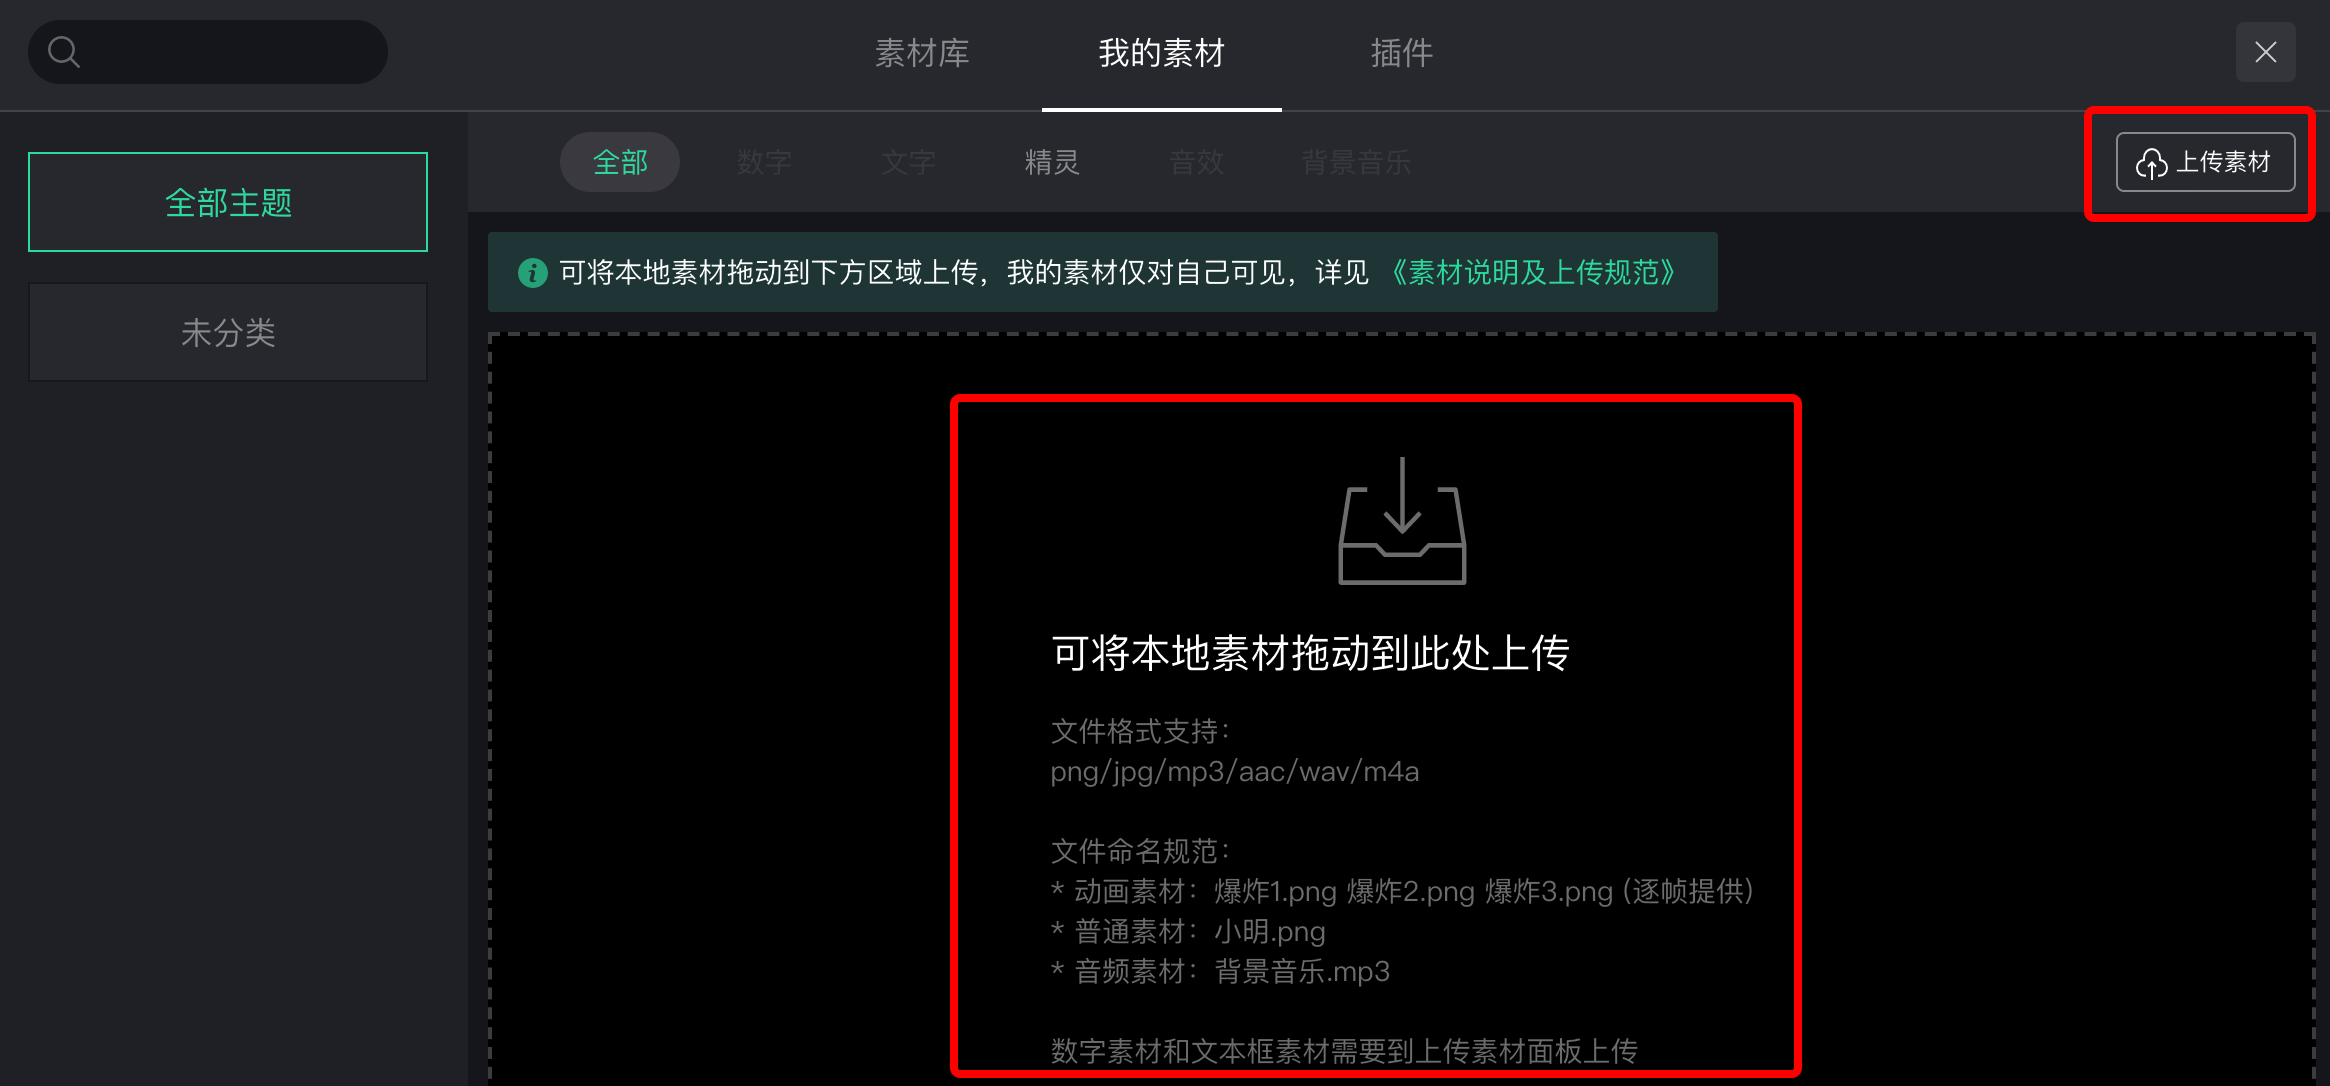 素材库
我的素材
插件
全部主题
未分类
全部
数字
文字
精灵
音效
背景音乐
上传素材
可将本地素材拖动到下方区域上传，我的素材仅对自己可见，详见 《素材说明及上传规范》
可将本地素材拖动到此处上传
文件格式支持：
png/jpg/mp3/aac/wav/m4a
文件命名规范：
* 动画素材：爆炸1.png 爆炸2.png 爆炸3.png (逐帧提供)
* 普通素材：小明.png
* 音频素材：背景音乐.mp3
数字素材和文本框素材需要到上传素材面板上传